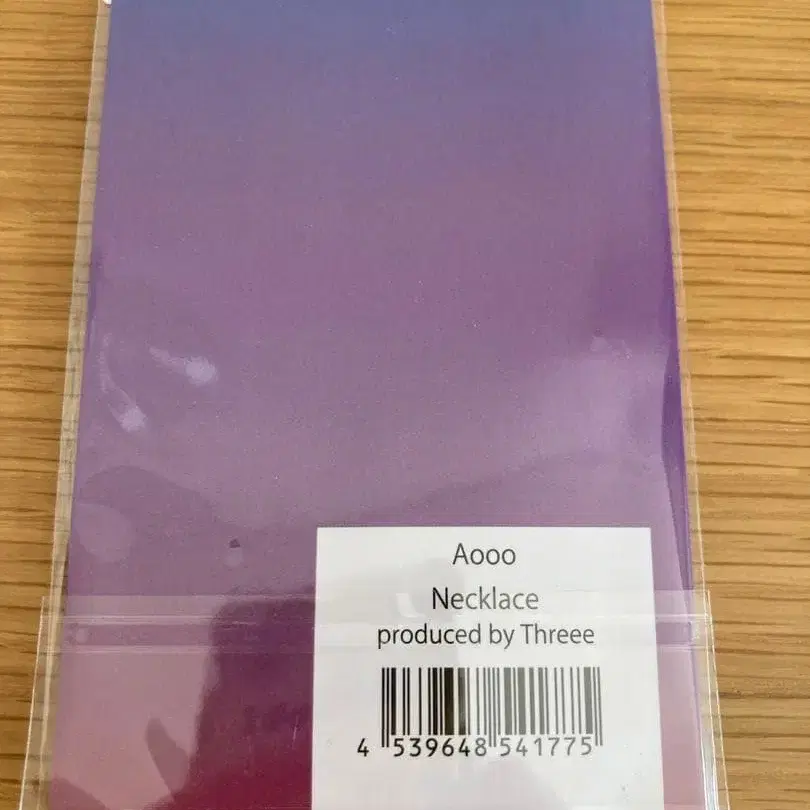 Aooo
Necklace
produced by Threee
4 539648 541775